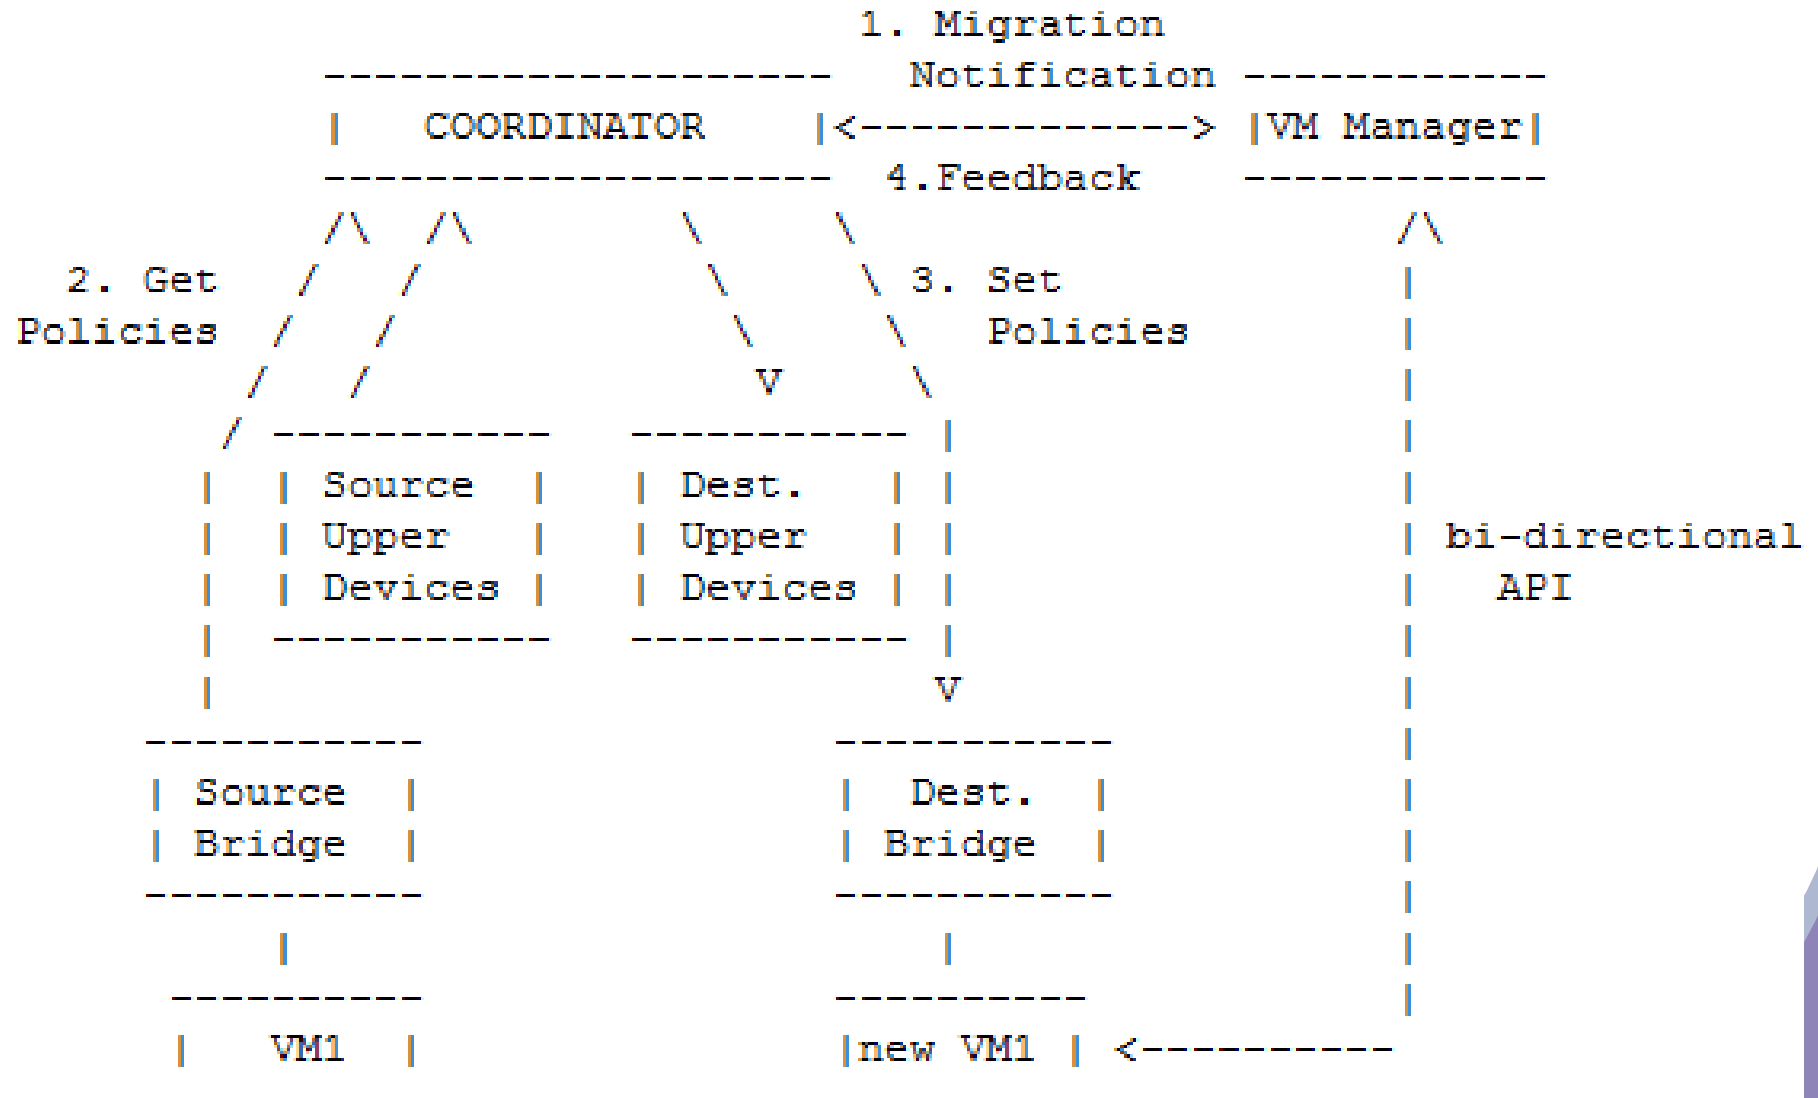 1. Migration
Notification
COORDINATOR
VM Manager
4.Feedback
2. Get
Policies
3. Set
Policies
Source
Upper
Devices
Dest.
Upper
Devices
bi-directional
API
Source
Bridge
Dest.
Bridge
VM1
new VM1